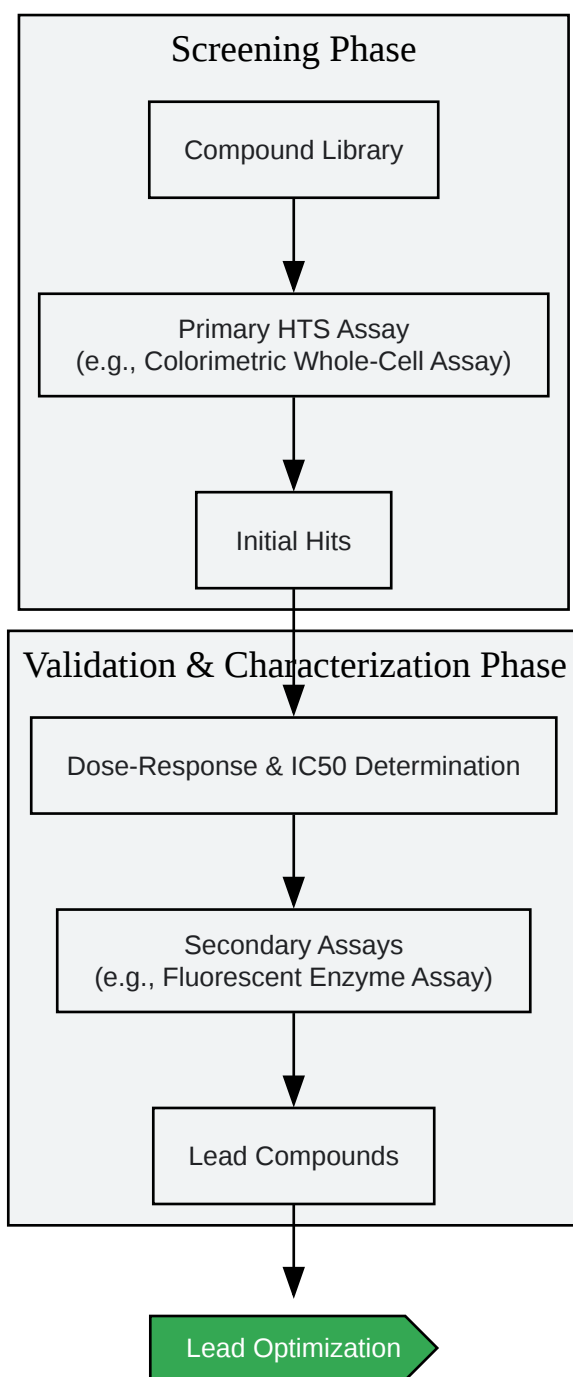 Screening Phase
Compound Library
Primary HTS Assay
(e.g., Colorimetric Whole-Cell Assay)
Initial Hits
Validation & Characterization Phase
Dose-Response & IC50 Determination
Secondary Assays
(e.g., Fluorescent Enzyme Assay)
Lead Compounds
Lead Optimization